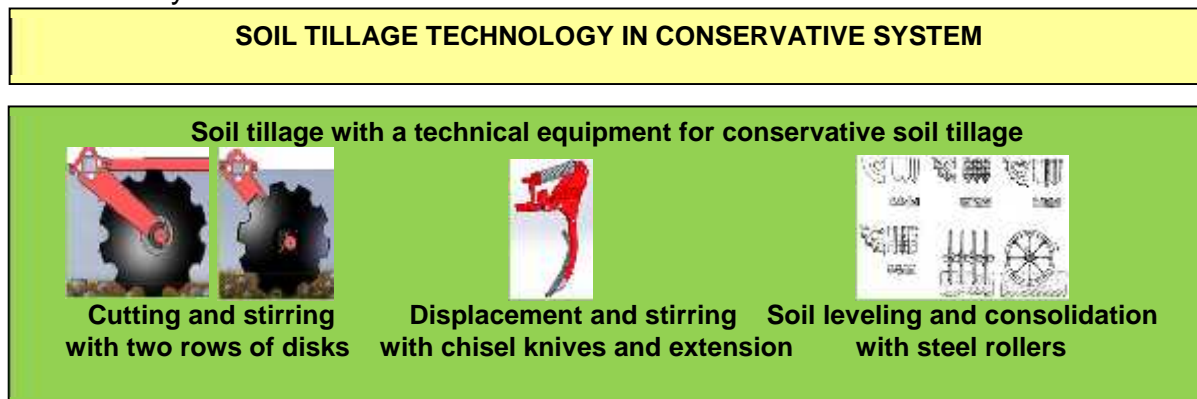 SOIL TILLAGE TECHNOLOGY IN CONSERVATIVE SYSTEM
Soil tillage with a technical equipment for conservative soil tillage
Cutting and stirring
with two rows of disks
Displacement and stirring
with chisel knives and extension
Soil leveling and consolidation
with steel rollers